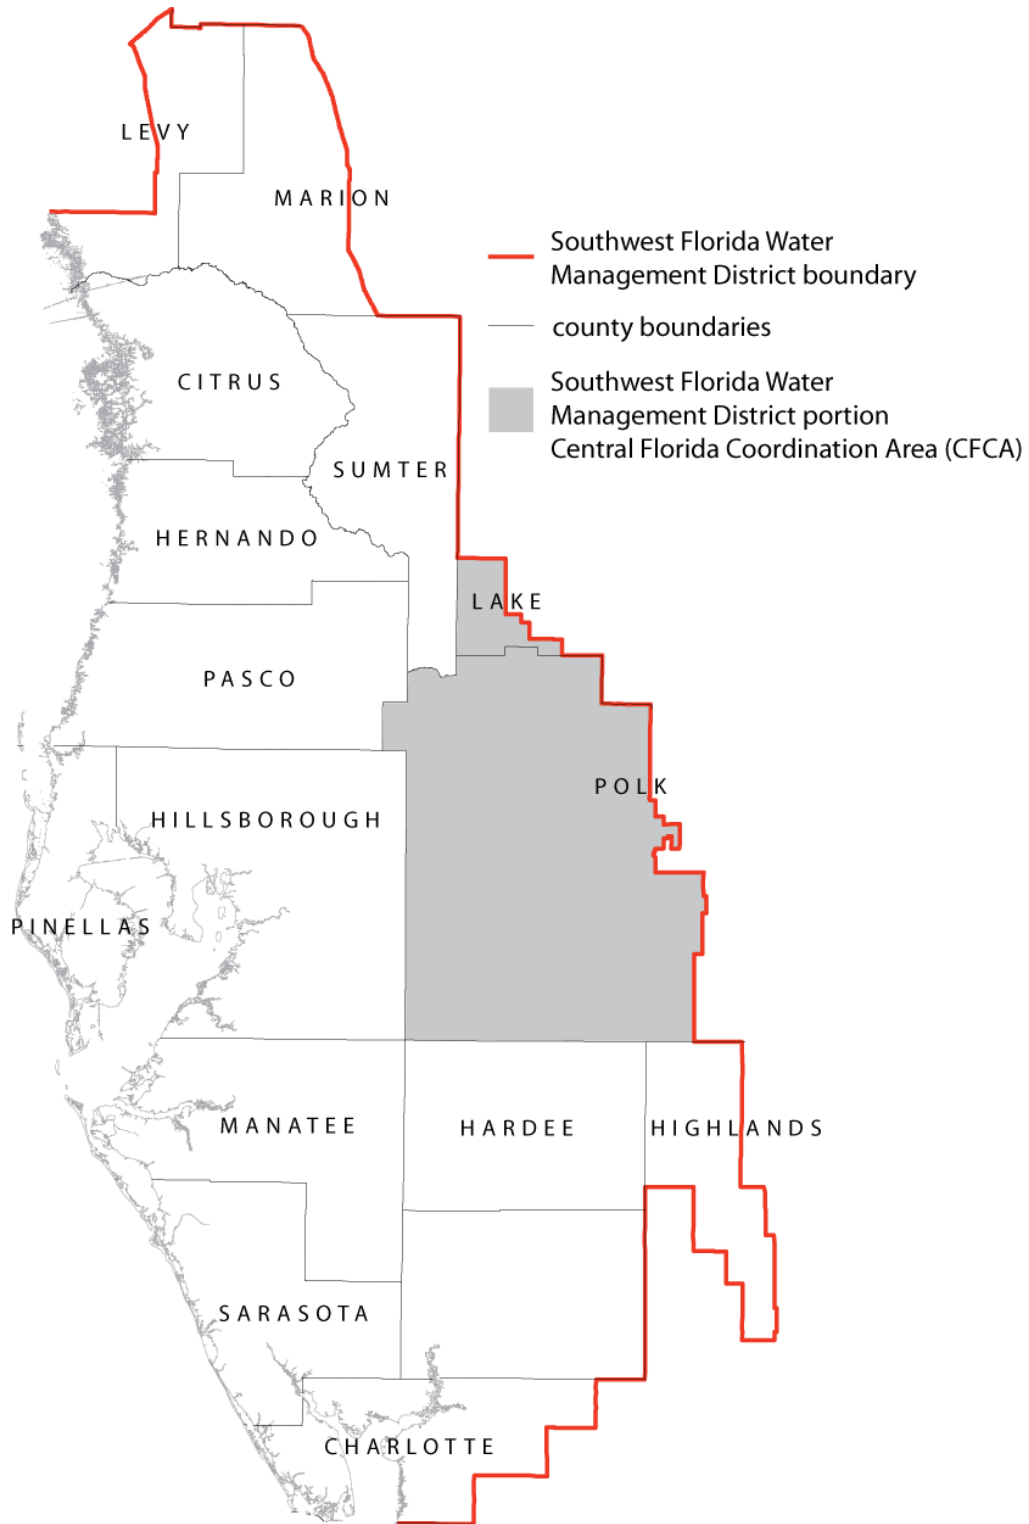 LEVY
MARION
Southwest Florida Water
Management District boundary
county boundaries
Southwest Florida Water
Management District portion
Central Florida Coordination Area (CFCA)
CITRUS
SUMTER
HERNANDO
LAKE
PASCO
POLK
HILLSBOROUGH
PINELLAS
MANATEE
HARDEE
HIGHLANDS
SARASOTA
CHARLOTTE